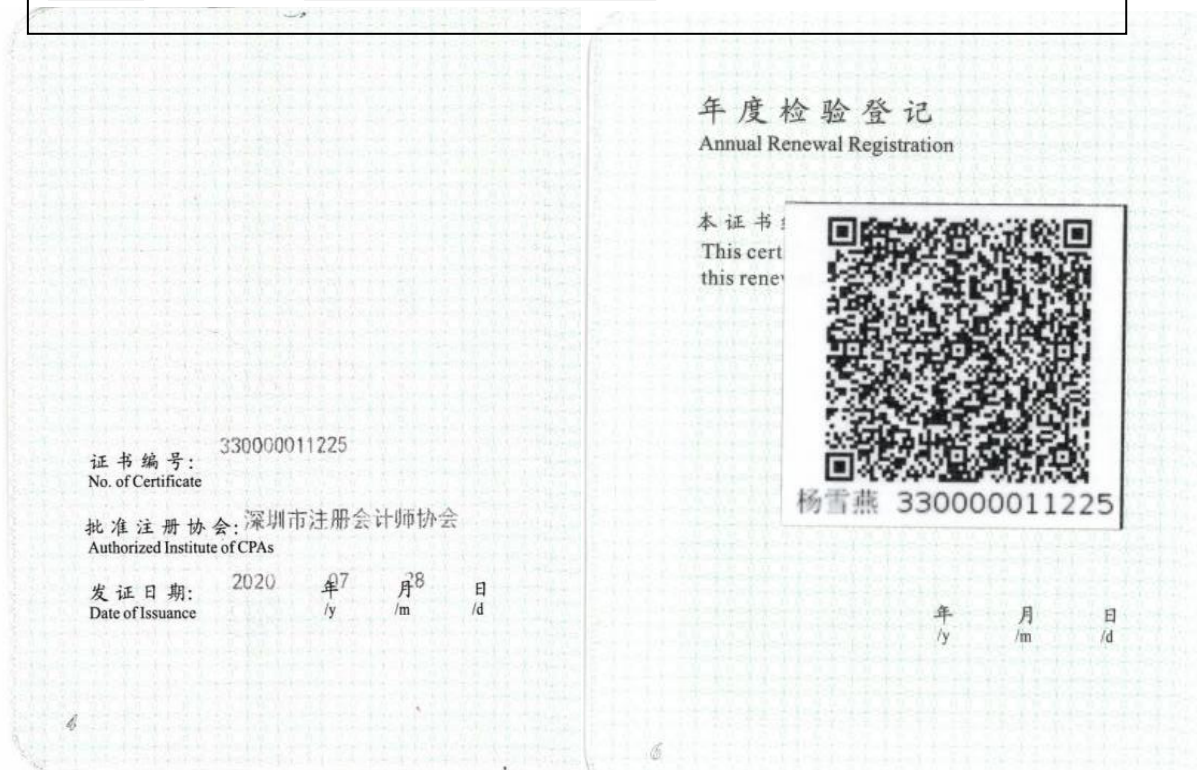 330000011225
证书编号:
No. of Certificate
批准注册协会: 深圳市注册会计师协会
Authorized Institute of CPAs
发证日期: 2020 年 07 月 28 日
Date of Issuance /y /m /d
4
年度检验登记
Annual Renewal Registration
本证书
This cert
this renew
杨雪燕 330000011225
年 月 日
/y /m /d
6